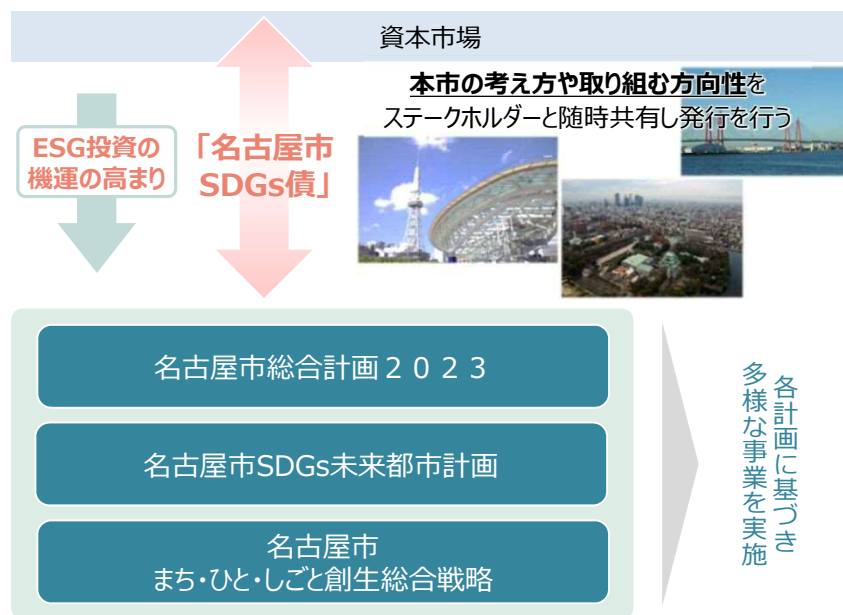 資本市場
本市の考え方や取り組む方向性を
ステークホルダーと随時共有し発行を行う
ESG投資の
機運の高まり
「名古屋市
SDGs債」
名古屋市総合計画２０２３
名古屋市SDGs未来都市計画
名古屋市
まち・ひと・しごと創生総合戦略
各計画に基づき
多様な事業を実施